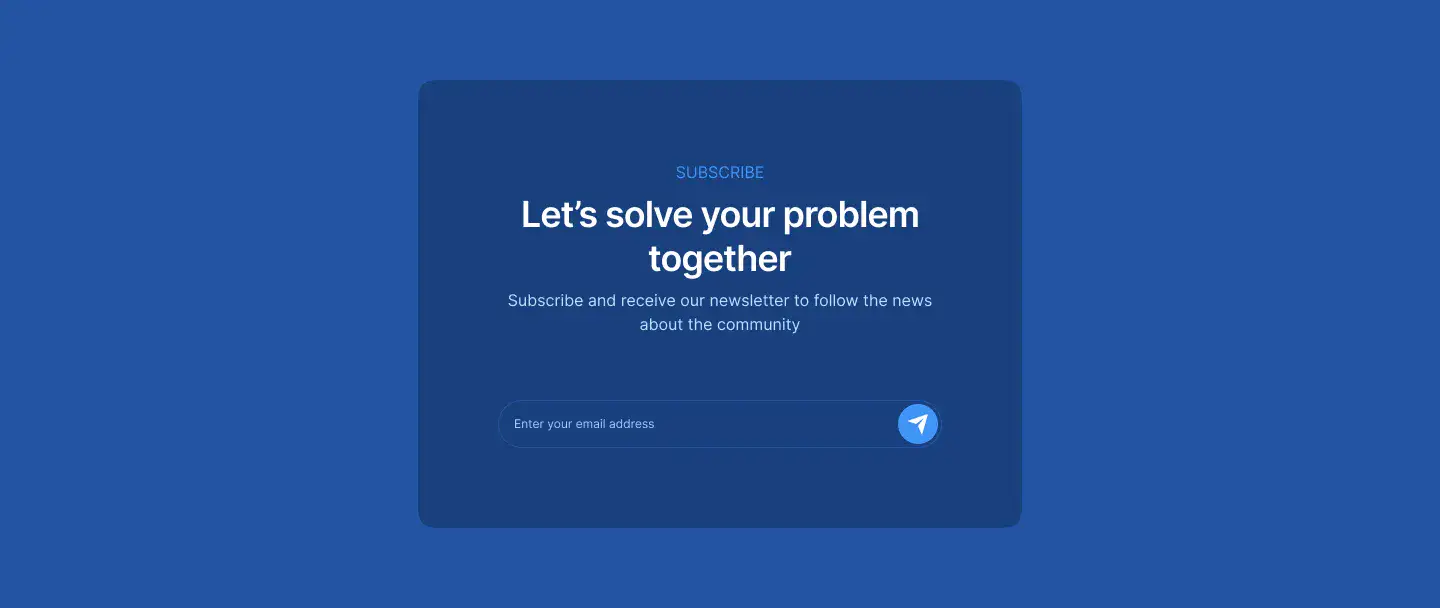 SUBSCRIBE
Let’s solve your problem
together
Subscribe and receive our newsletter to follow the news
about the community
Enter your email address